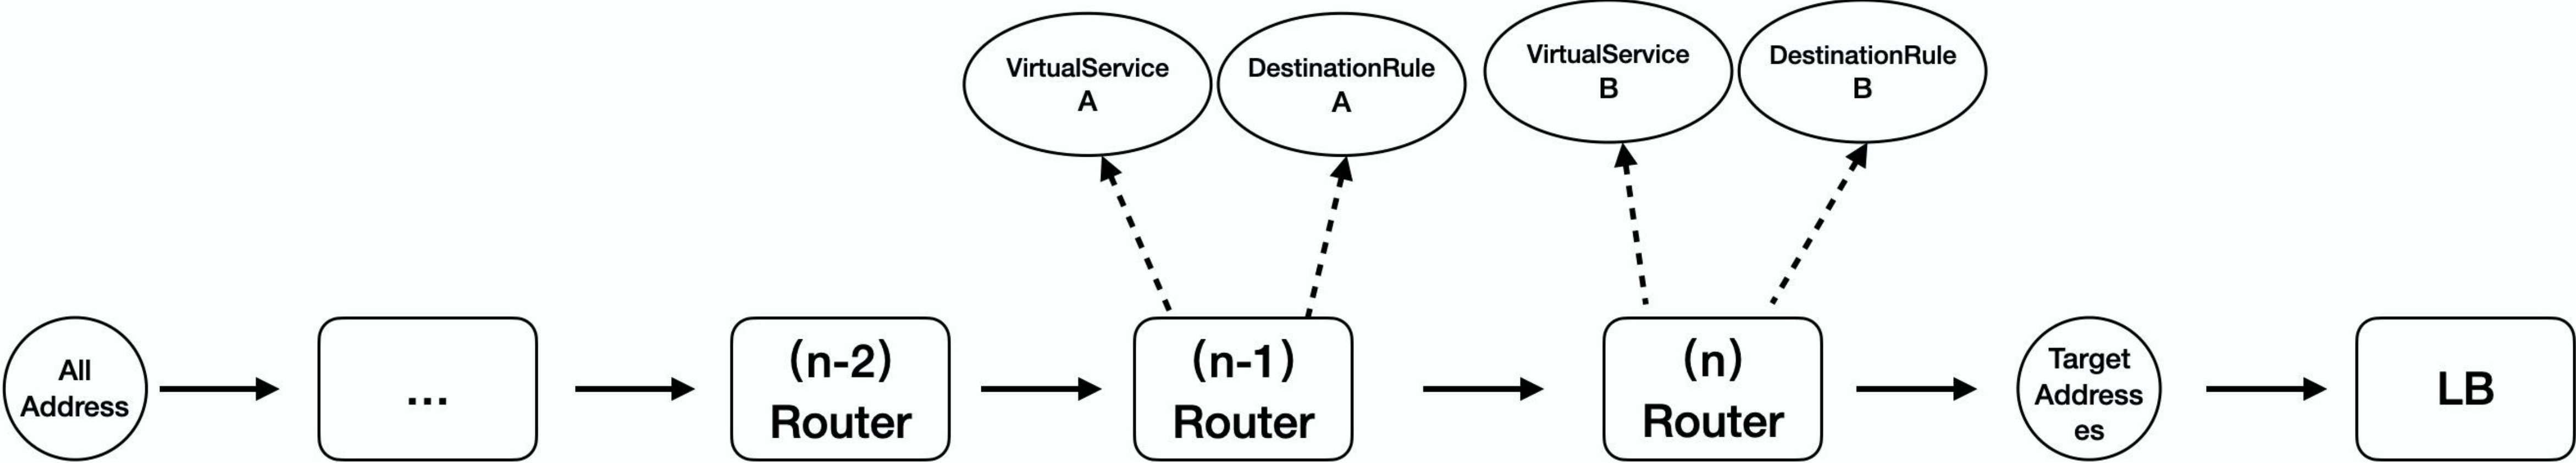 VirtualService
A
DestinationRule
A
VirtualService
B
DestinationRule
B
All
Address
...
(n-2)
Router
(n-1)
Router
(n)
Router
Target
Address
es
LB